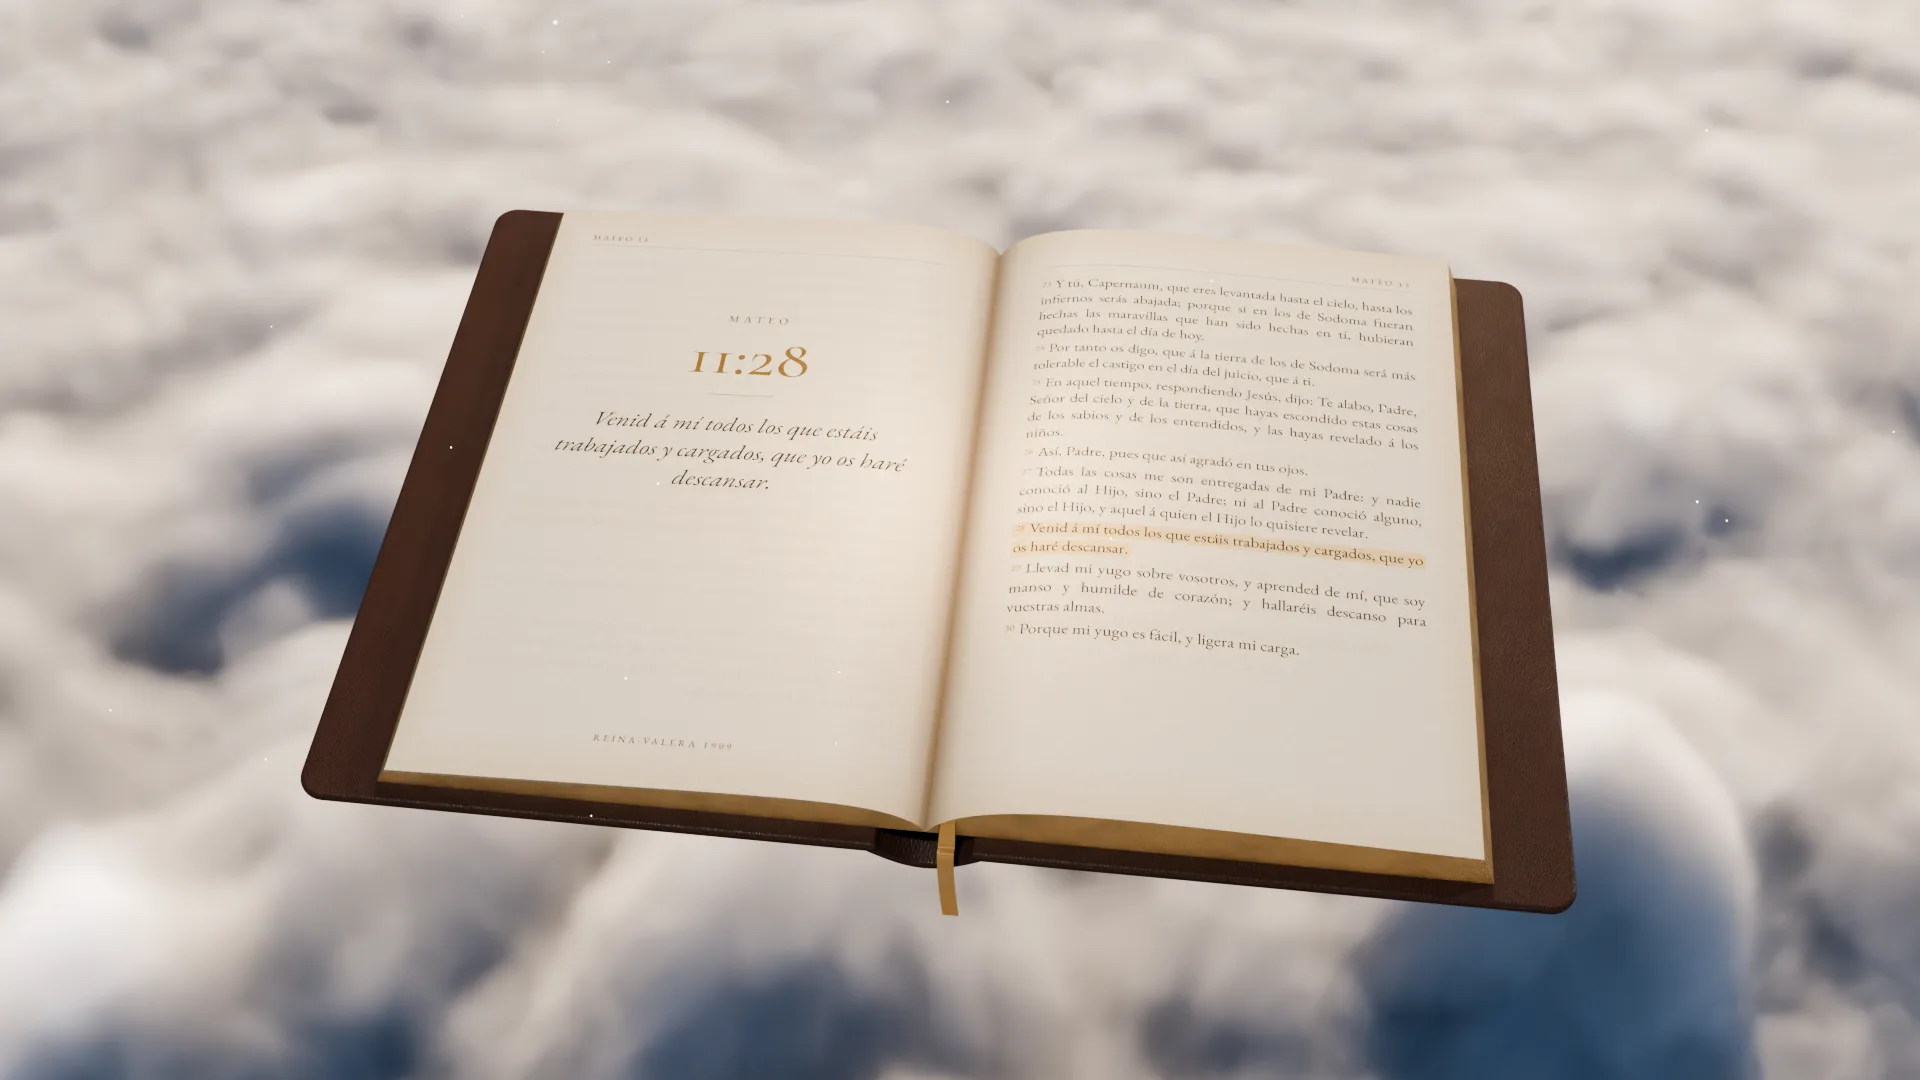 MATEO 11
MATEO
11:28
Venid á mí todos los que estáis
trabajados y cargados, que yo os haré
descansar.
REINA-VALERA 1909
MATEO 11
23 Y tú, Capernaum, que eres levantada hasta el cielo, hasta los
infiernos serás abajada; porque si en los de Sodoma fueran
hechas las maravillas que han sido hechas en ti, hubieran
quedado hasta el día de hoy.
24 Por tanto os digo, que á la tierra de los de Sodoma será más
tolerable el castigo en el día del juicio, que á ti.
25 En aquel tiempo, respondiendo Jesús, dijo: Te alabo, Padre,
Señor del cielo y de la tierra, que hayas escondido estas cosas
de los sabios y de los entendidos, y las hayas revelado á los
niños.
26 Así, Padre, pues que así agradó en tus ojos.
27 Todas las cosas me son entregadas de mi Padre: y nadie
conoció al Hijo, sino el Padre; ni al Padre conoció alguno,
sino el Hijo, y aquel á quien el Hijo lo quisiere revelar.
28 Venid á mí todos los que estáis trabajados y cargados, que yo
os haré descansar.
29 Llevad mi yugo sobre vosotros, y aprended de mí, que soy
manso y humilde de corazón; y hallaréis descanso para
vuestras almas.
30 Porque mi yugo es fácil, y ligera mi carga.